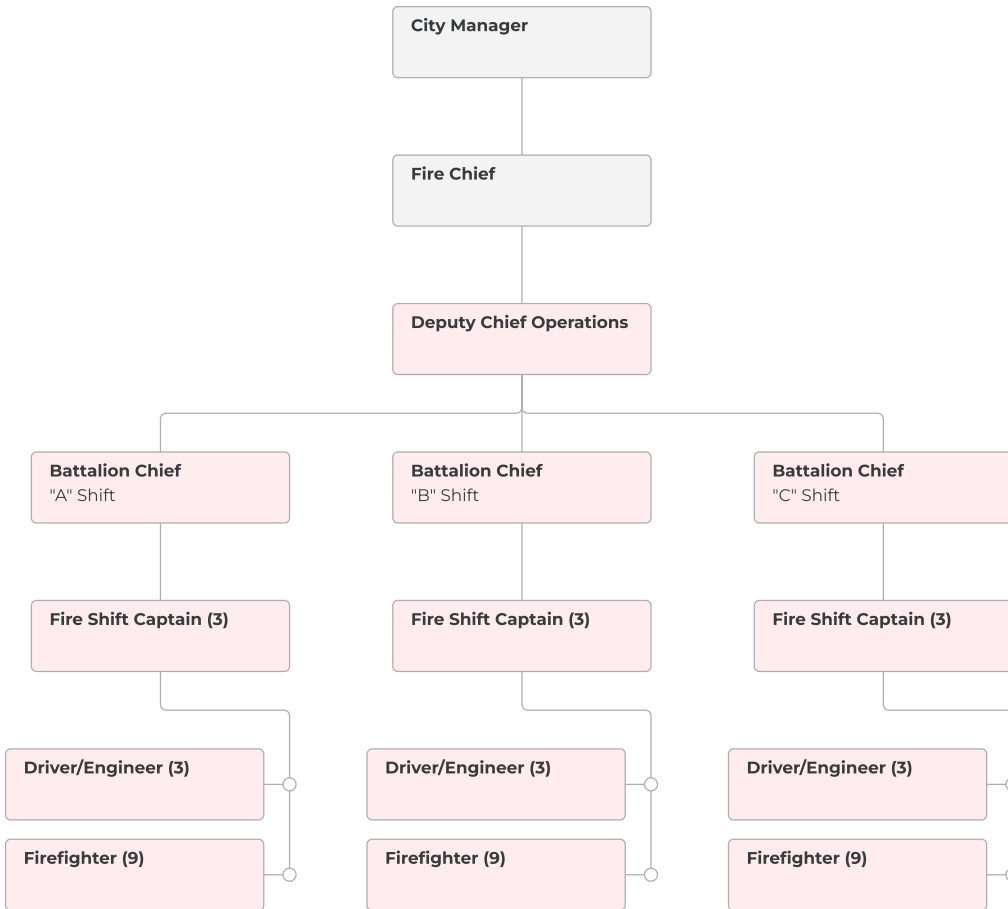 City Manager
Fire Chief
Deputy Chief Operations
Battalion Chief
"A" Shift
Battalion Chief
"B" Shift
Battalion Chief
"C" Shift
Fire Shift Captain (3)
Fire Shift Captain (3)
Fire Shift Captain (3)
Driver/Engineer (3)
Driver/Engineer (3)
Driver/Engineer (3)
Firefighter (9)
Firefighter (9)
Firefighter (9)